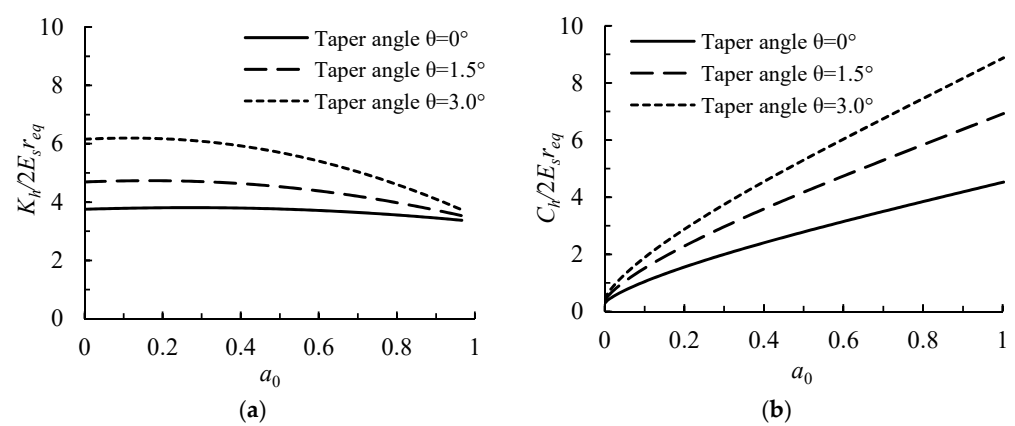 10
8
6
4
2
0
K_h/2E_s r_eq
Taper angle θ=0°
Taper angle θ=1.5°
Taper angle θ=3.0°
0 0.2 0.4 0.6 0.8 1
a_0
(a)
10
8
6
4
2
0
C_h/2E_s r_eq
Taper angle θ=0°
Taper angle θ=1.5°
Taper angle θ=3.0°
0 0.2 0.4 0.6 0.8 1
a_0
(b)